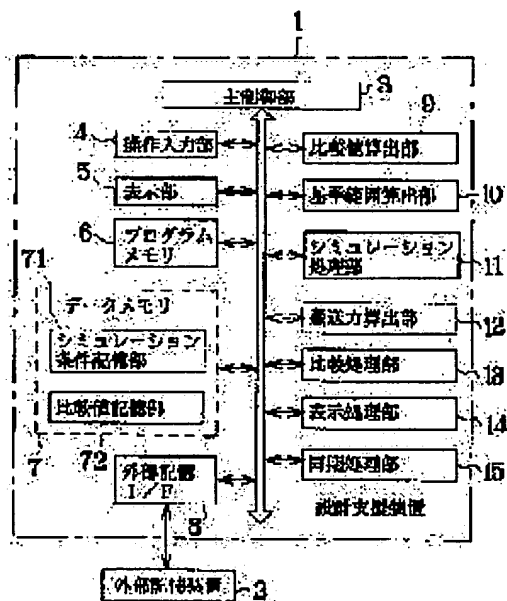 1
主制御部
8
4
操作入力部
比較値算出部
9
5
表示部
基準範囲算出部
10
6
プログラム
メモリ
シミュレーション
処理部
11
71
データメモリ
シミュレーション
条件記憶部
搬送力算出部
12
比較処理部
13
比較値記憶部
表示処理部
14
7
72
外部記憶
I/F
同期処理部
15
設計支援装置
外部記憶装置
3